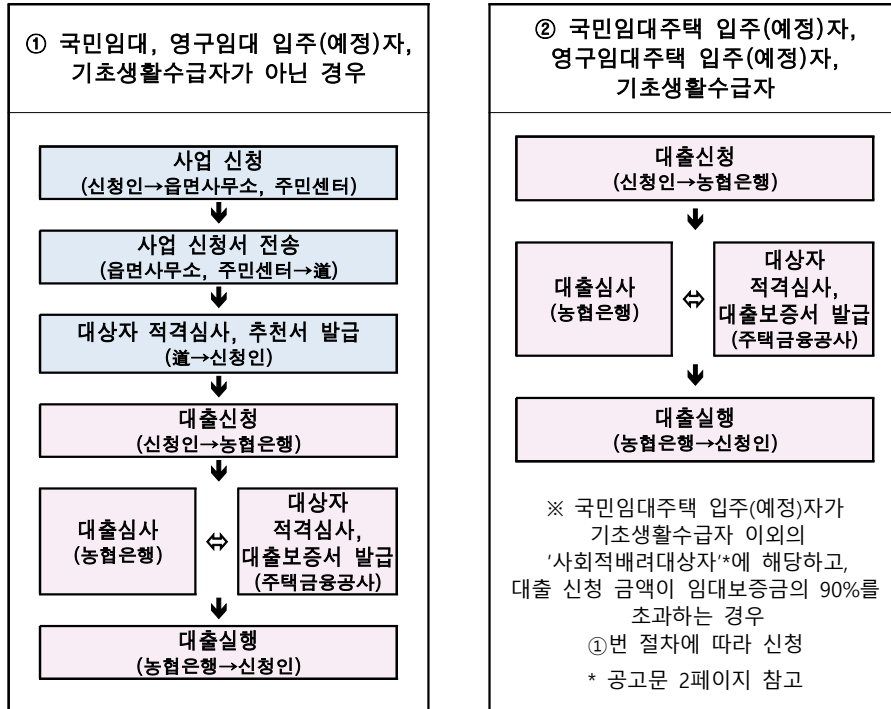 ① 국민임대, 영구임대 입주(예정)자,
기초생활수급자가 아닌 경우
사업 신청
(신청인→읍면사무소, 주민센터)
🡻
사업 신청서 전송
(읍면사무소, 주민센터→道)
🡻
대상자 적격심사, 추천서 발급
(道→신청인)
🡻
대출신청
(신청인→농협은행)
🡻
대출심사
(농협은행)
⇔
대상자
적격심사,
대출보증서 발급
(주택금융공사)
🡻
대출실행
(농협은행→신청인)
② 국민임대주택 입주(예정)자,
영구임대주택 입주(예정)자,
기초생활수급자
대출신청
(신청인→농협은행)
🡻
대출심사
(농협은행)
⇔
대상자
적격심사,
대출보증서 발급
(주택금융공사)
🡻
대출실행
(농협은행→신청인)
※ 국민임대주택 입주(예정)자가
기초생활수급자 이외의
'사회적배려대상자'*에 해당하고,
대출 신청 금액이 임대보증금의 90%를
초과하는 경우
①번 절차에 따라 신청
* 공고문 2페이지 참고